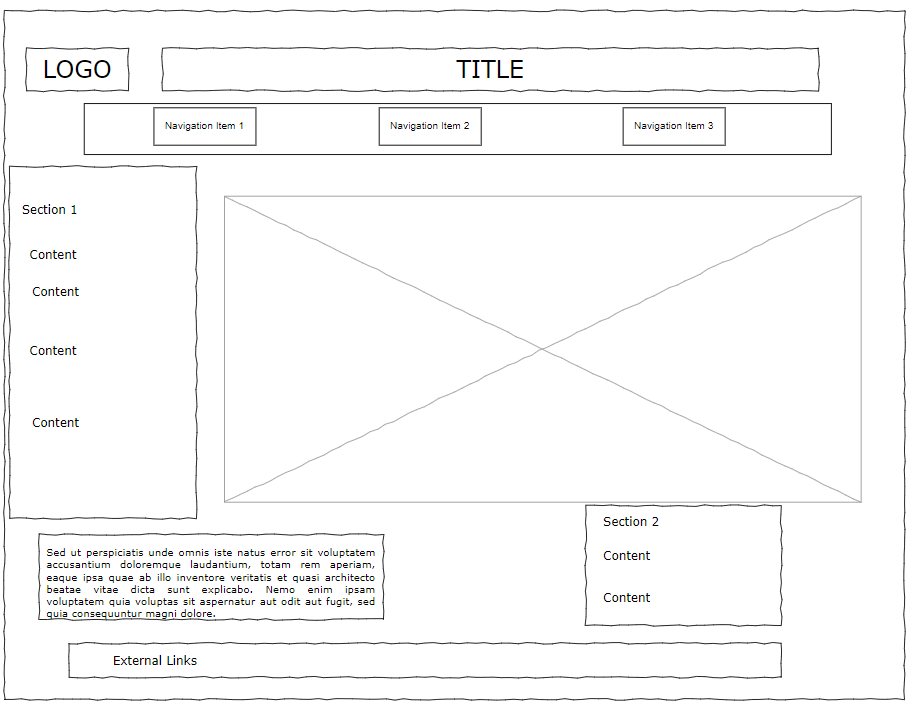 LOGO
TITLE
Navigation Item 1
Navigation Item 2
Navigation Item 3
Section 1
Content
Content
Content
Content
Sed ut perspiciatis unde omnis iste natus error sit voluptatem
accusantium doloremque laudantium, totam rem aperiam,
eaque ipsa quae ab illo inventore veritatis et quasi architecto
beatae vitae dicta sunt explicabo. Nemo enim ipsam
voluptatem quia voluptas sit aspernatur aut odit aut fugit, sed
quia consequuntur magni dolore.
Section 2
Content
Content
External Links